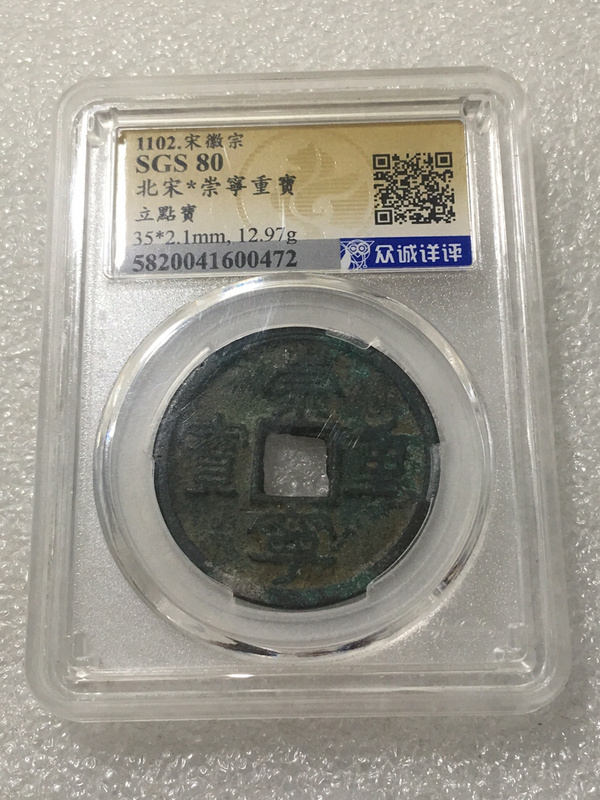 1102.宋徽宗
SGS 80
北宋*崇寧重寶
立點寶
35*2.1mm, 12.97g
5820041600472
众诚详评
崇
重
寧
寶